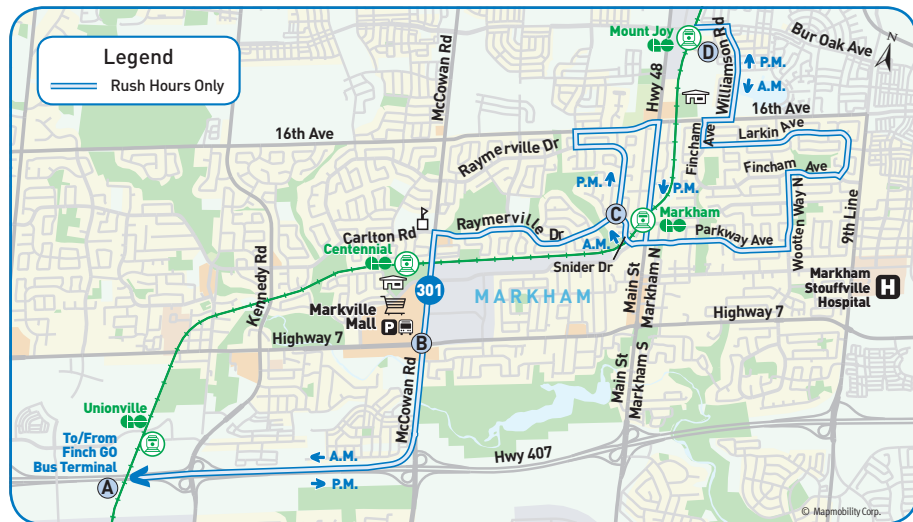 Legend
Rush Hours Only
McCowan Rd
Mount Joy
D
Williamson Rd
Bur Oak Ave
N
P.M.
A.M.
Hwy 48
16th Ave
16th Ave
Fincham
Ave
Larkin Ave
Raymerville Dr
Fincham Ave
P.M.
P.M.
C
Markham
Wootten Way N
9th Line
Raymerville Dr
Carlton Rd
Centennial
A.M.
Parkway Ave
Snider Dr
Kennedy Rd
301
MARKHAM
Main St
Markham N
Markham
Stouffville
Hospital
H
Markville
Mall
P
Highway 7
B
Highway 7
McCowan Rd
Main St
Markham S
Unionville
To/From
Finch GO
Bus Terminal
A
A.M.
P.M.
Hwy 407
© Mapmobility Corp.